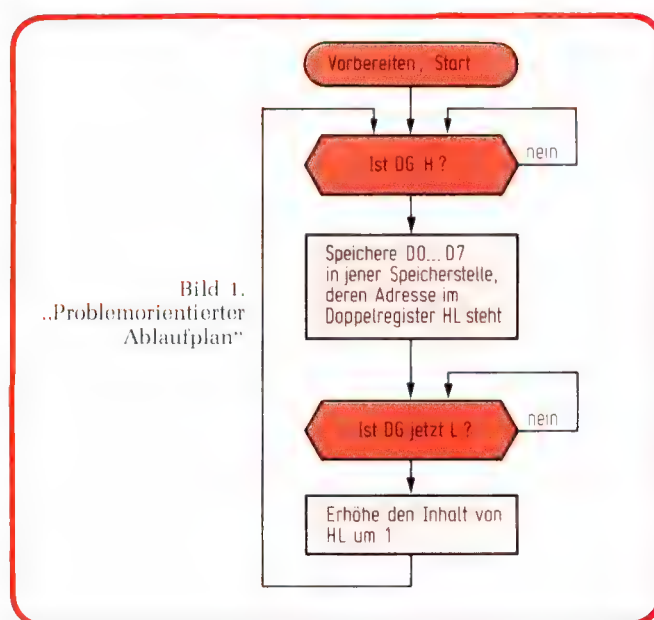 Vorbereiten, Start
Ist DG H?
nein
Speichere D0...D7
in jener Speicherstelle,
deren Adresse im
Doppelregister HL steht
Bild 1.
„Problemorientierter
Ablaufplan“
Ist DG jetzt L?
nein
Erhöhe den Inhalt von
HL um 1